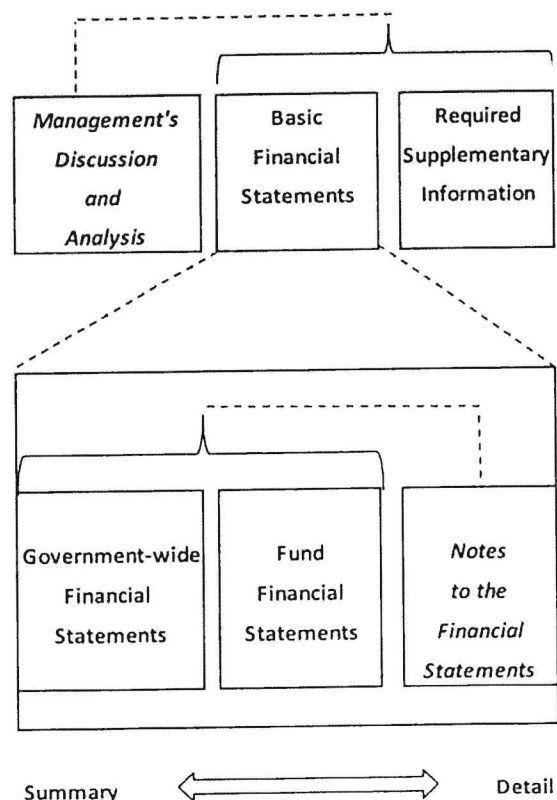 Management's
Discussion
and
Analysis
Basic
Financial
Statements
Required
Supplementary
Information
Government-wide
Financial
Statements
Fund
Financial
Statements
Notes
to the
Financial
Statements
Summary
Detail